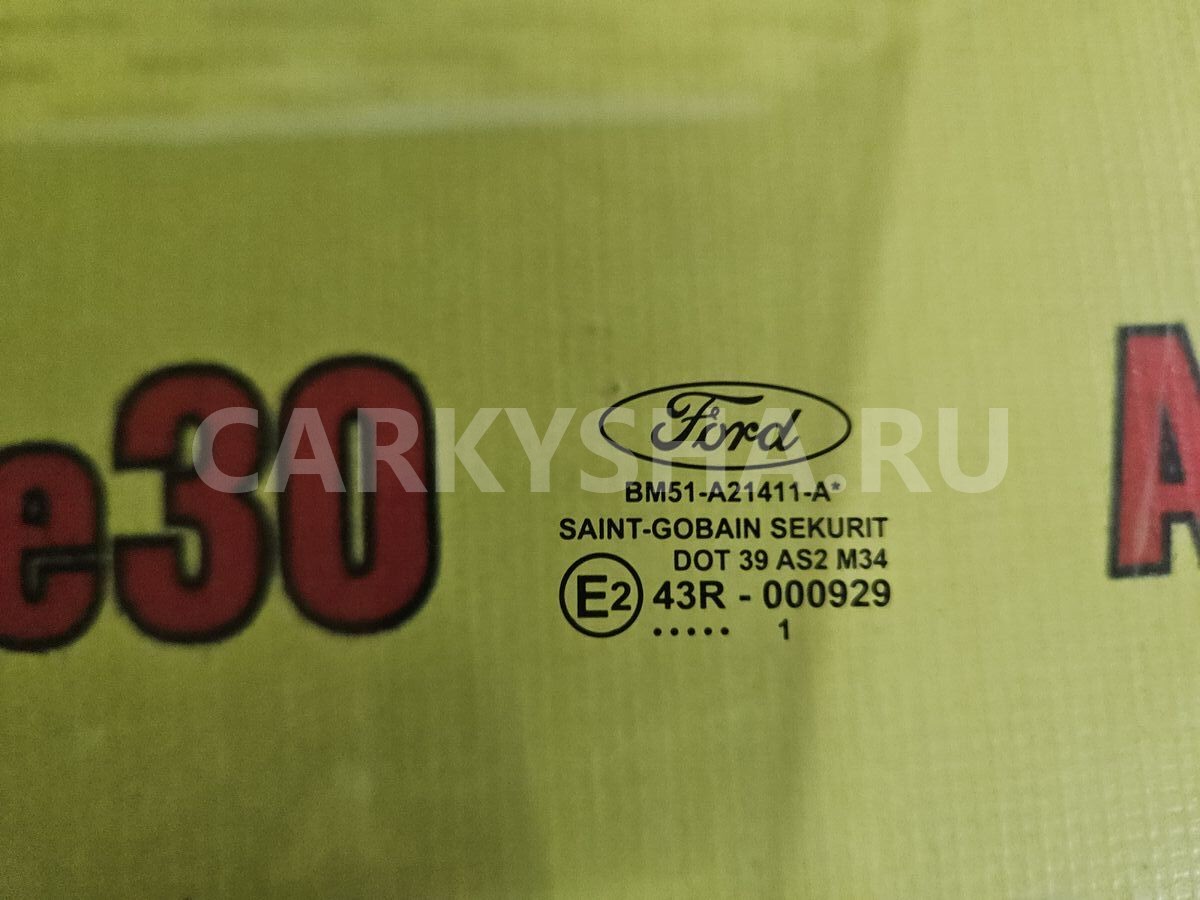 e30
A
CARKYSHA.RU
Ford
BM51-A21411-A*
SAINT-GOBAIN SEKURIT
DOT 39 AS2 M34
E2 43R - 000929
..... 1